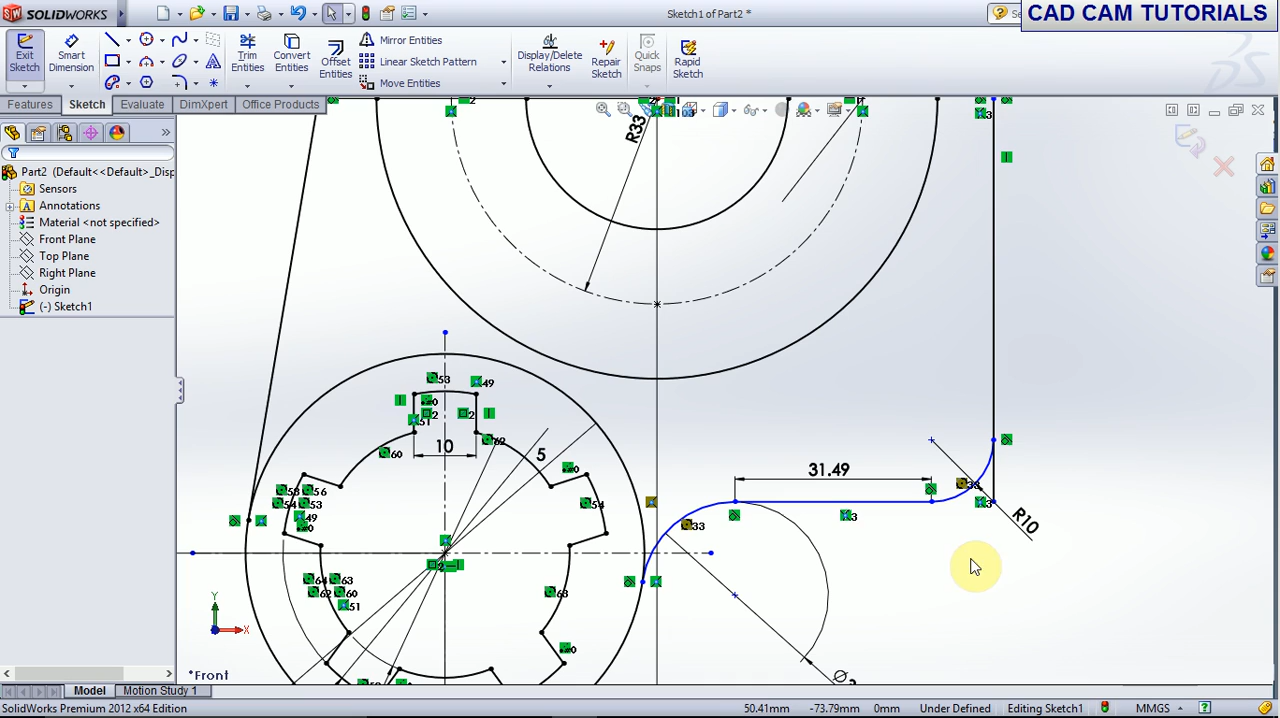 SOLIDWORKS
Sketch1 of Part2 *
CAD CAM TUTORIALS
Exit Sketch
Smart Dimension
Trim Entities
Convert Entities
Offset Entities
Mirror Entities
Linear Sketch Pattern
Move Entities
Display/Delete Relations
Repair Sketch
Quick Snaps
Rapid Sketch
Features
Sketch
Evaluate
DimXpert
Office Products
Part2 (Default<<Default>_Disp
Sensors
Annotations
Material <not specified>
Front Plane
Top Plane
Right Plane
Origin
(-) Sketch1
R33
10
5
31.49
R10
Y
X
*Front
Model
Motion Study 1
SolidWorks Premium 2012 x64 Edition
50.41mm
-73.79mm
0mm
Under Defined
Editing Sketch1
MMGS